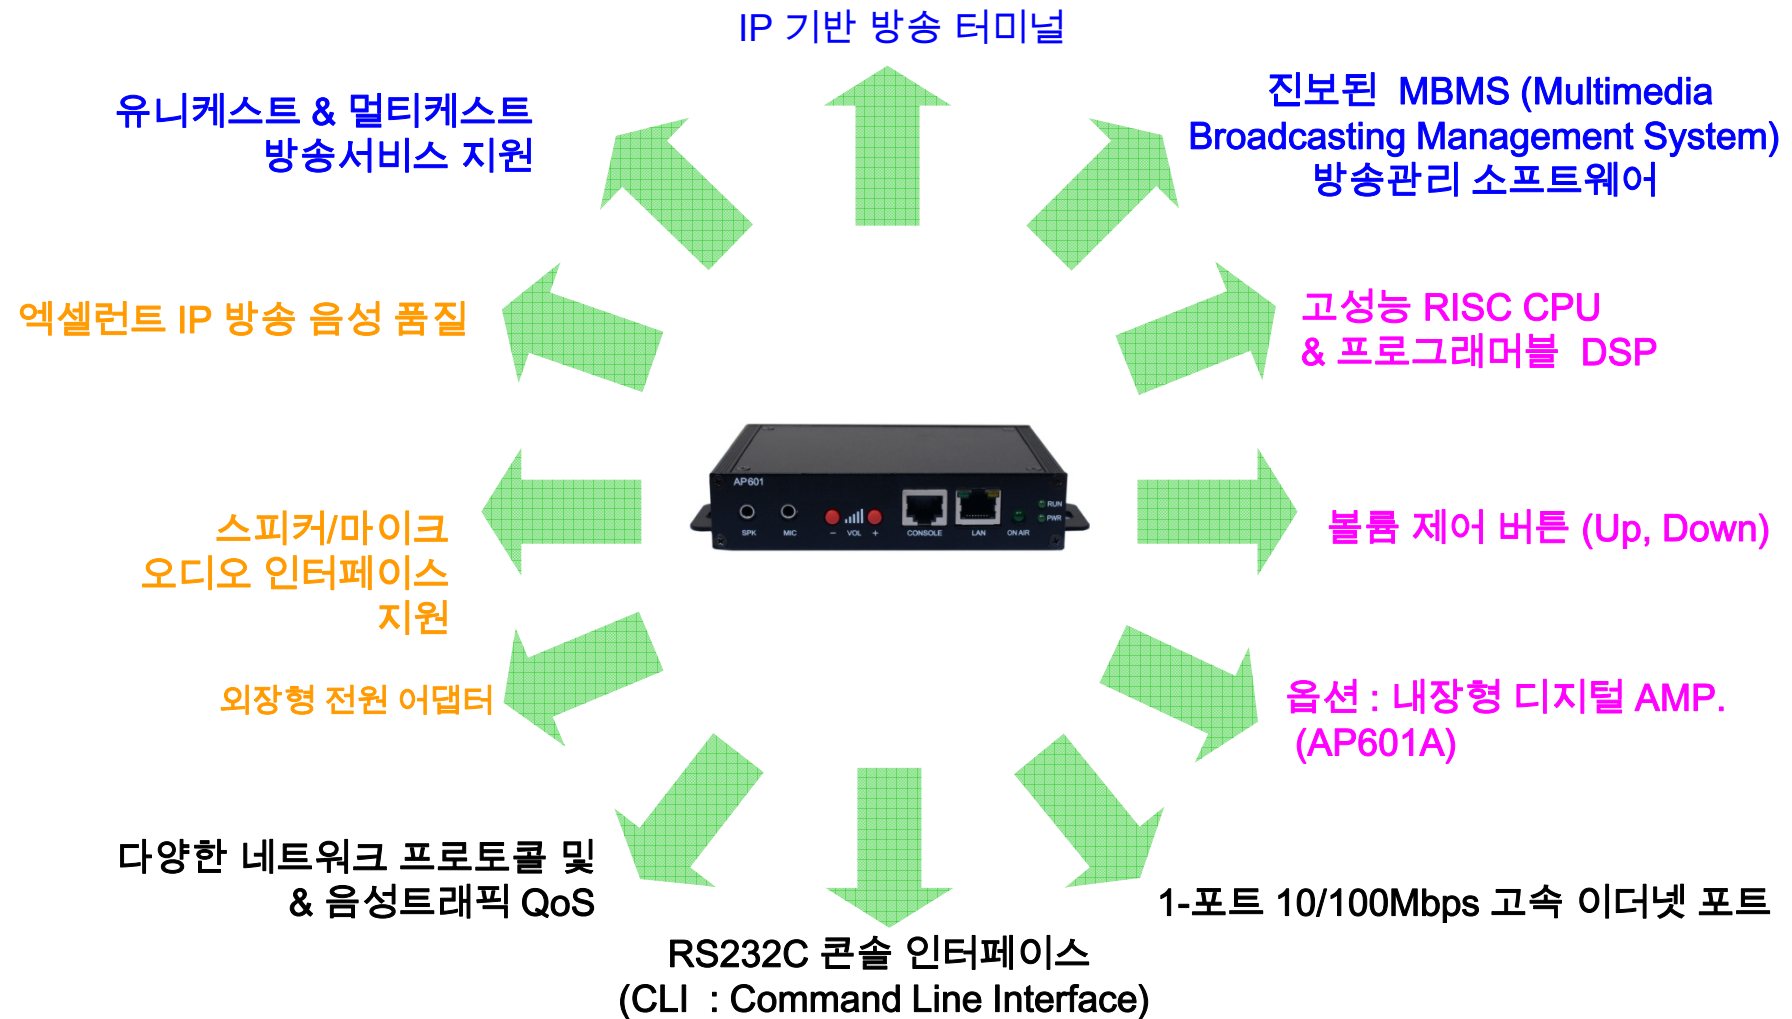 IP 기반 방송 터미널
유니케스트 & 멀티케스트
방송서비스 지원
진보된 MBMS (Multimedia
Broadcasting Management System)
방송관리 소프트웨어
엑셀런트 IP 방송 음성 품질
고성능 RISC CPU
& 프로그래머블 DSP
스피커/마이크
오디오 인터페이스
지원
AP601
SPK MIC − VOL + CONSOLE LAN ON AIR
RUN
PWR
볼륨 제어 버튼 (Up, Down)
외장형 전원 어댑터
옵션 : 내장형 디지털 AMP.
(AP601A)
다양한 네트워크 프로토콜 및
& 음성트래픽 QoS
1-포트 10/100Mbps 고속 이더넷 포트
RS232C 콘솔 인터페이스
(CLI : Command Line Interface)